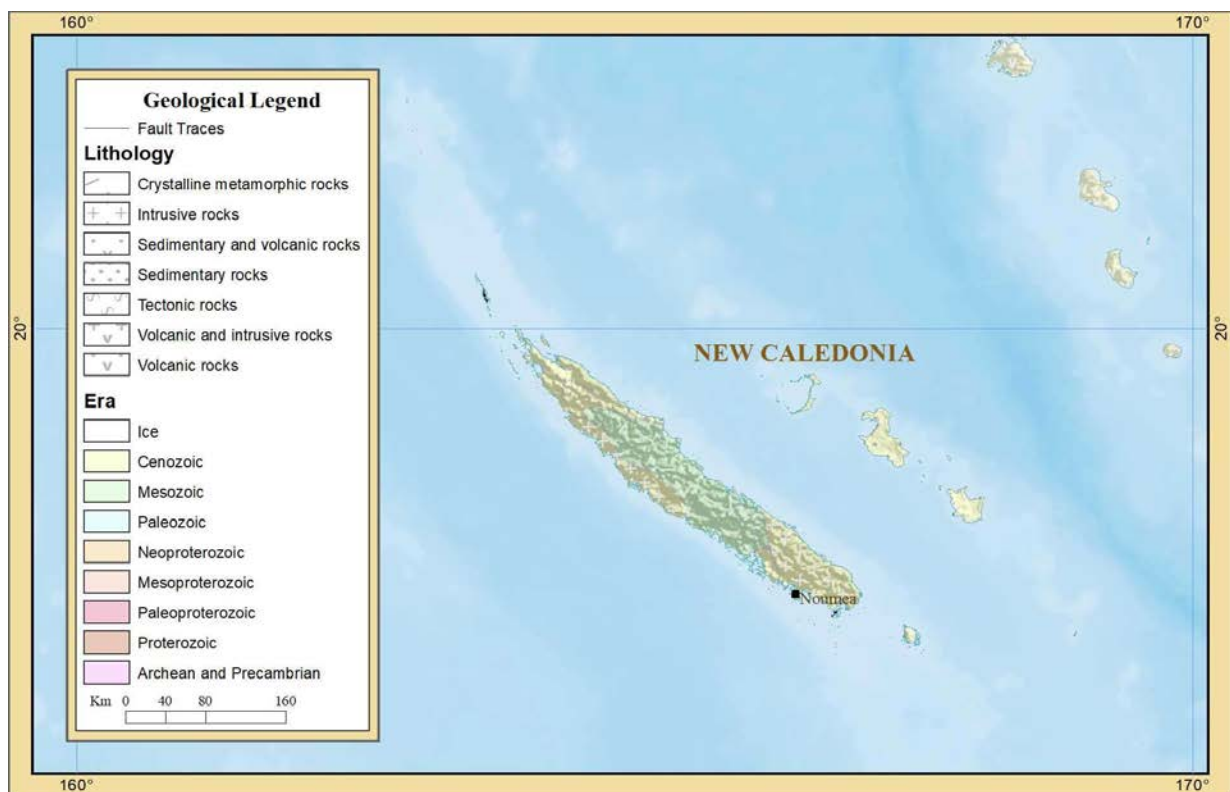 160°
170°
Geological Legend
Fault Traces
Lithology
Crystalline metamorphic rocks
Intrusive rocks
Sedimentary and volcanic rocks
Sedimentary rocks
Tectonic rocks
Volcanic and intrusive rocks
Volcanic rocks
Era
Ice
Cenozoic
Mesozoic
Paleozoic
Neoproterozoic
Mesoproterozoic
Paleoproterozoic
Proterozoic
Archean and Precambrian
Km 0 40 80 160
20°
20°
NEW CALEDONIA
Noumea
160°
170°